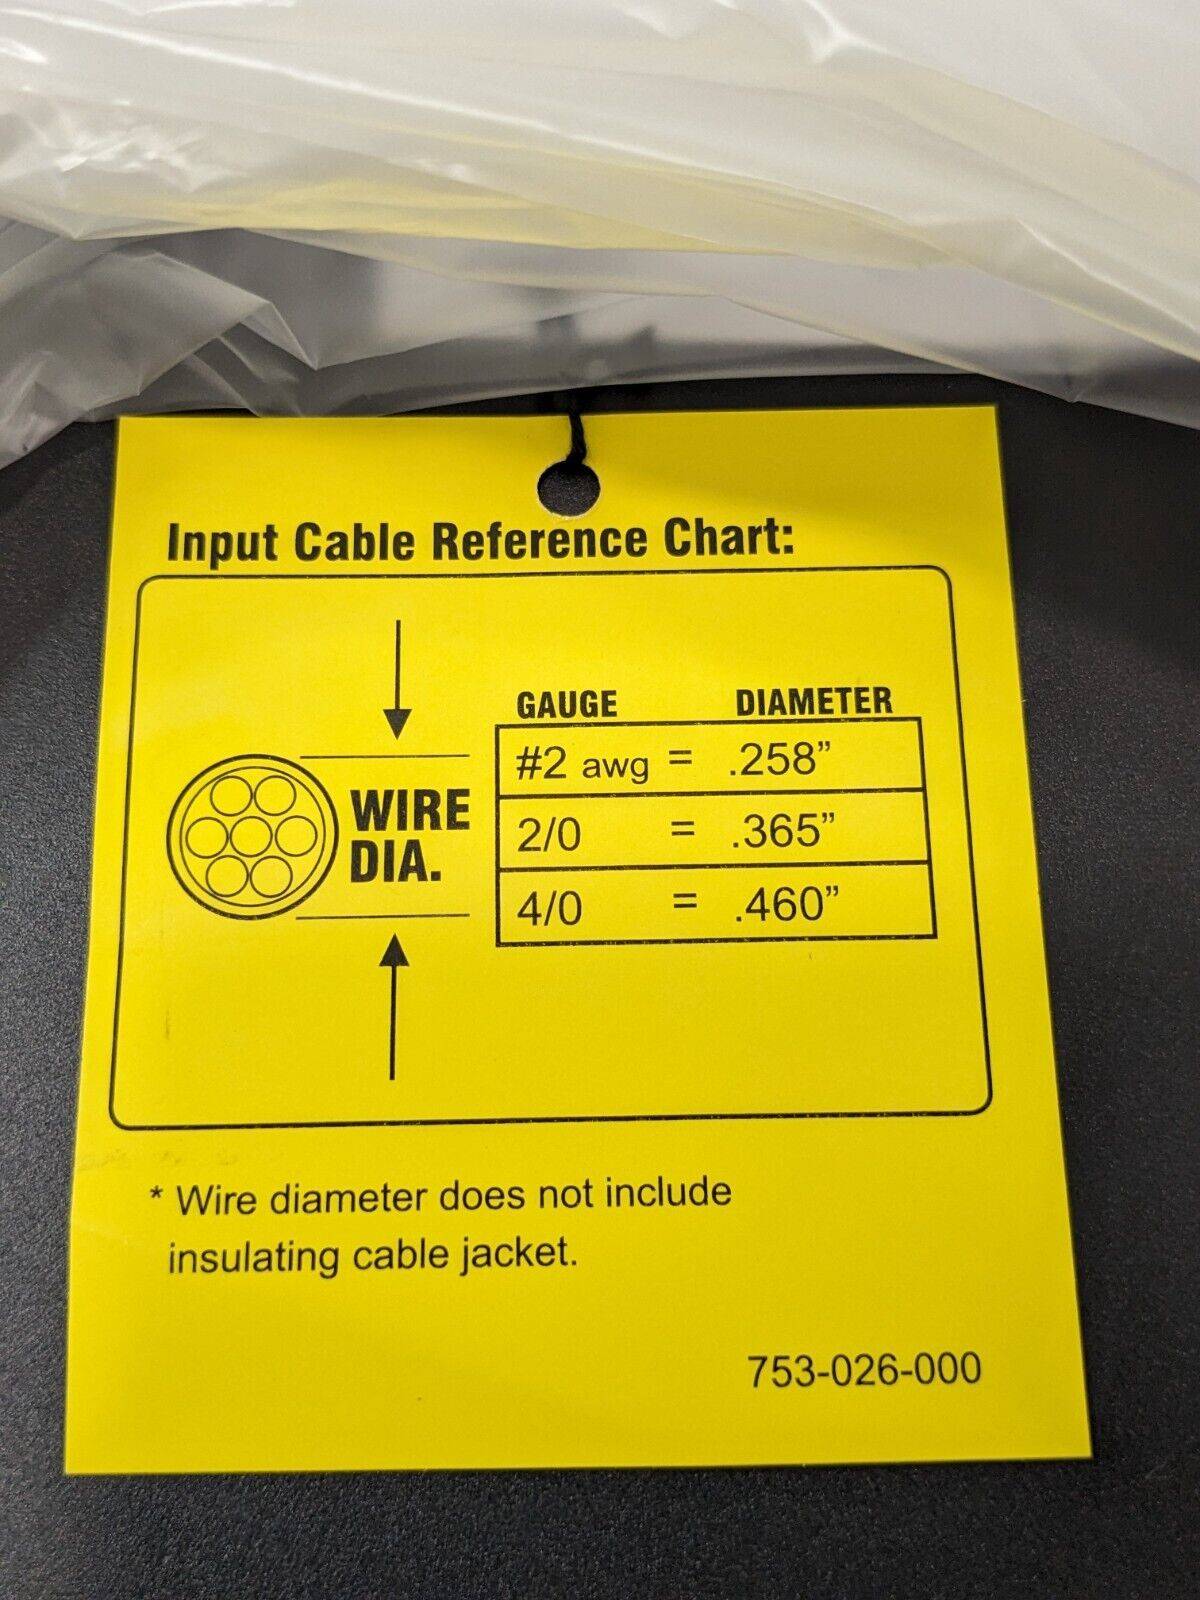 Input Cable Reference Chart:
GAUGE DIAMETER
#2 awg = .258”
WIRE
DIA.
2/0 = .365”
4/0 = .460”
* Wire diameter does not include
insulating cable jacket.
753-026-000